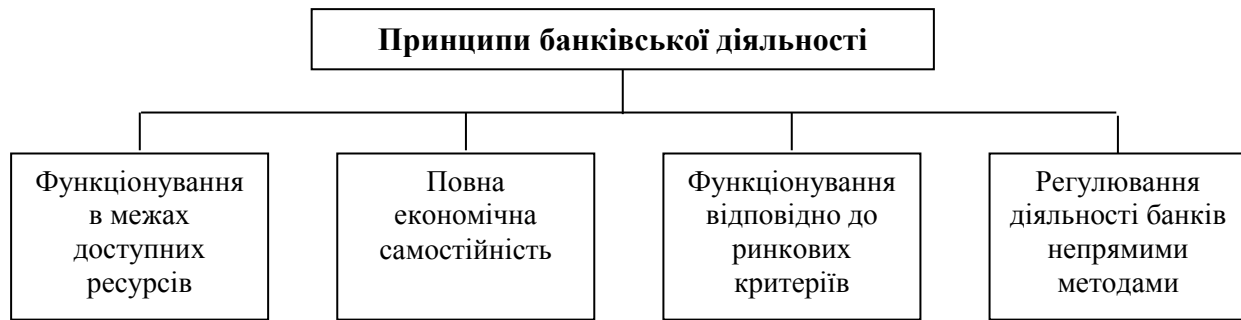 Принципи банківської діяльності
Функціонування
в межах
доступних
ресурсів
Повна
економічна
самостійність
Функціонування
відповідно до
ринкових
критеріїв
Регулювання
діяльності банків
непрямими
методами